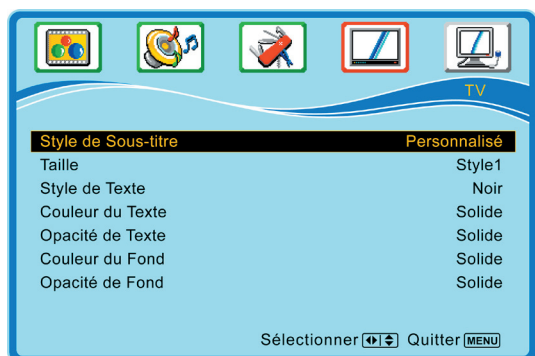 TV
Style de Sous-titre Personnalisé
Taille Style1
Style de Texte Noir
Couleur du Texte Solide
Opacité de Texte Solide
Couleur du Fond Solide
Opacité de Fond Solide
Sélectionner Quitter MENU